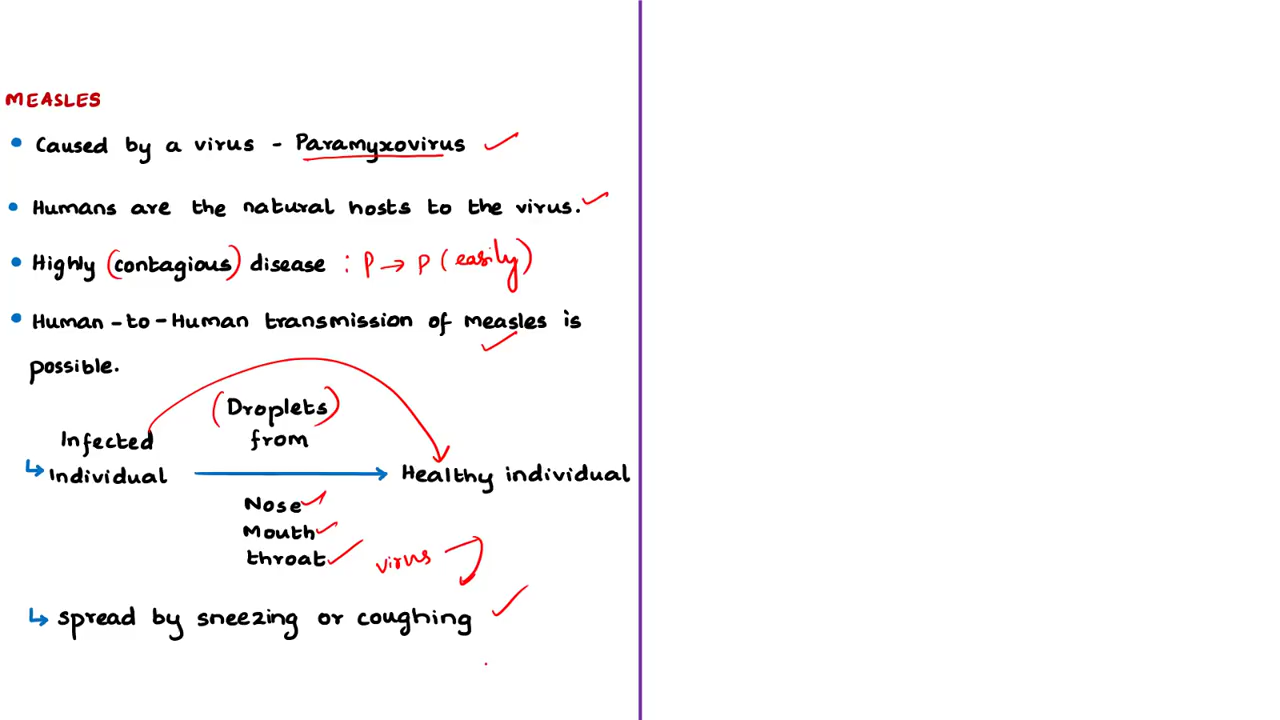 MEASLES
• Caused by a virus - Paramyxovirus
• Humans are the natural hosts to the virus.
• Highly (contagious) disease : P → P (easily)
• Human-to-Human transmission of measles is
possible.
(Droplets)
Infected from
↳ Individual → Healthy individual
Nose
Mouth
throat virus
↳ spread by sneezing or coughing